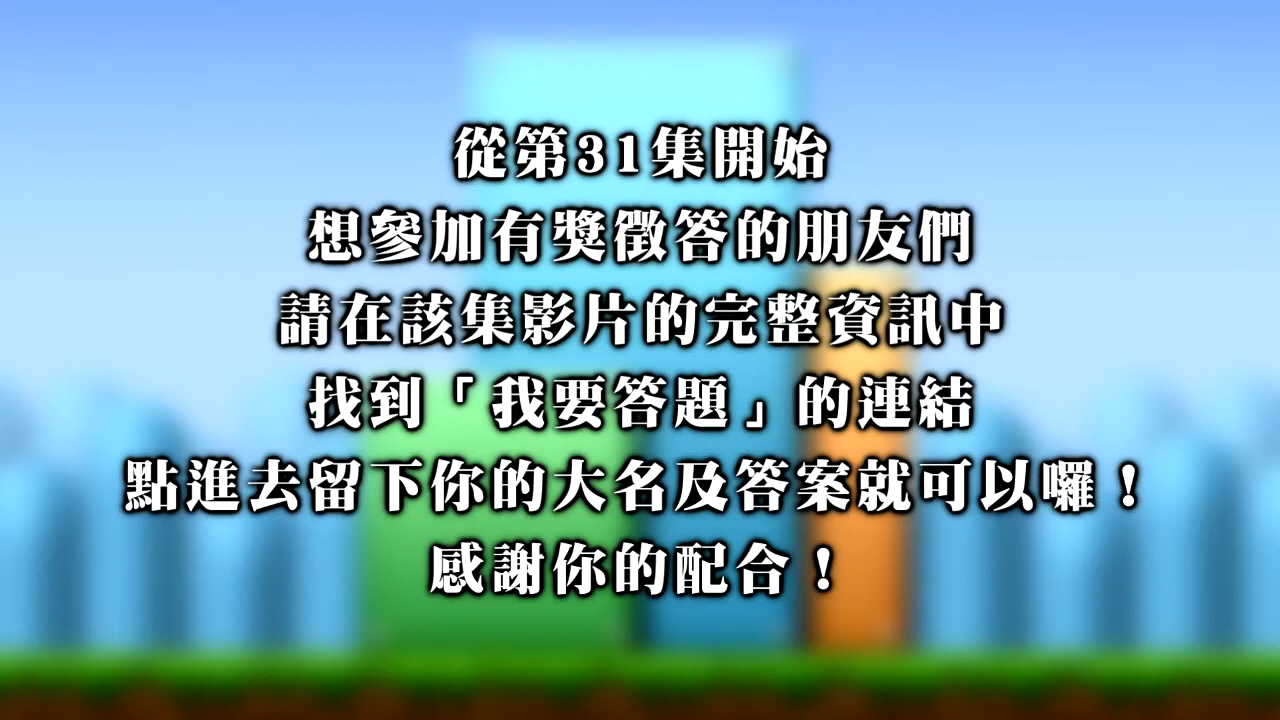 從第31集開始
想參加有獎徵答的朋友們
請在該集影片的完整資訊中
找到「我要答題」的連結
點進去留下你的大名及答案就可以囉！
感謝你的配合！